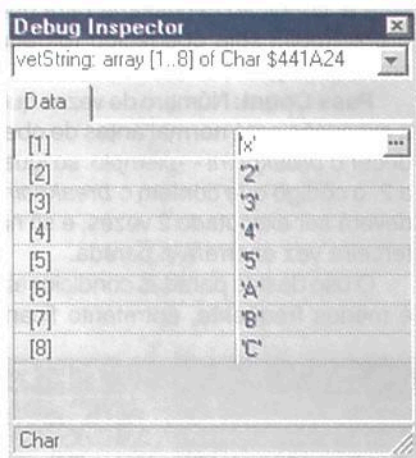 Debug Inspector
vetString: array [1..8] of Char $441A24
Data
[1] 'x'
[2] '2'
[3] '3'
[4] '4'
[5] '5'
[6] 'A'
[7] 'B'
[8] 'C'
Char